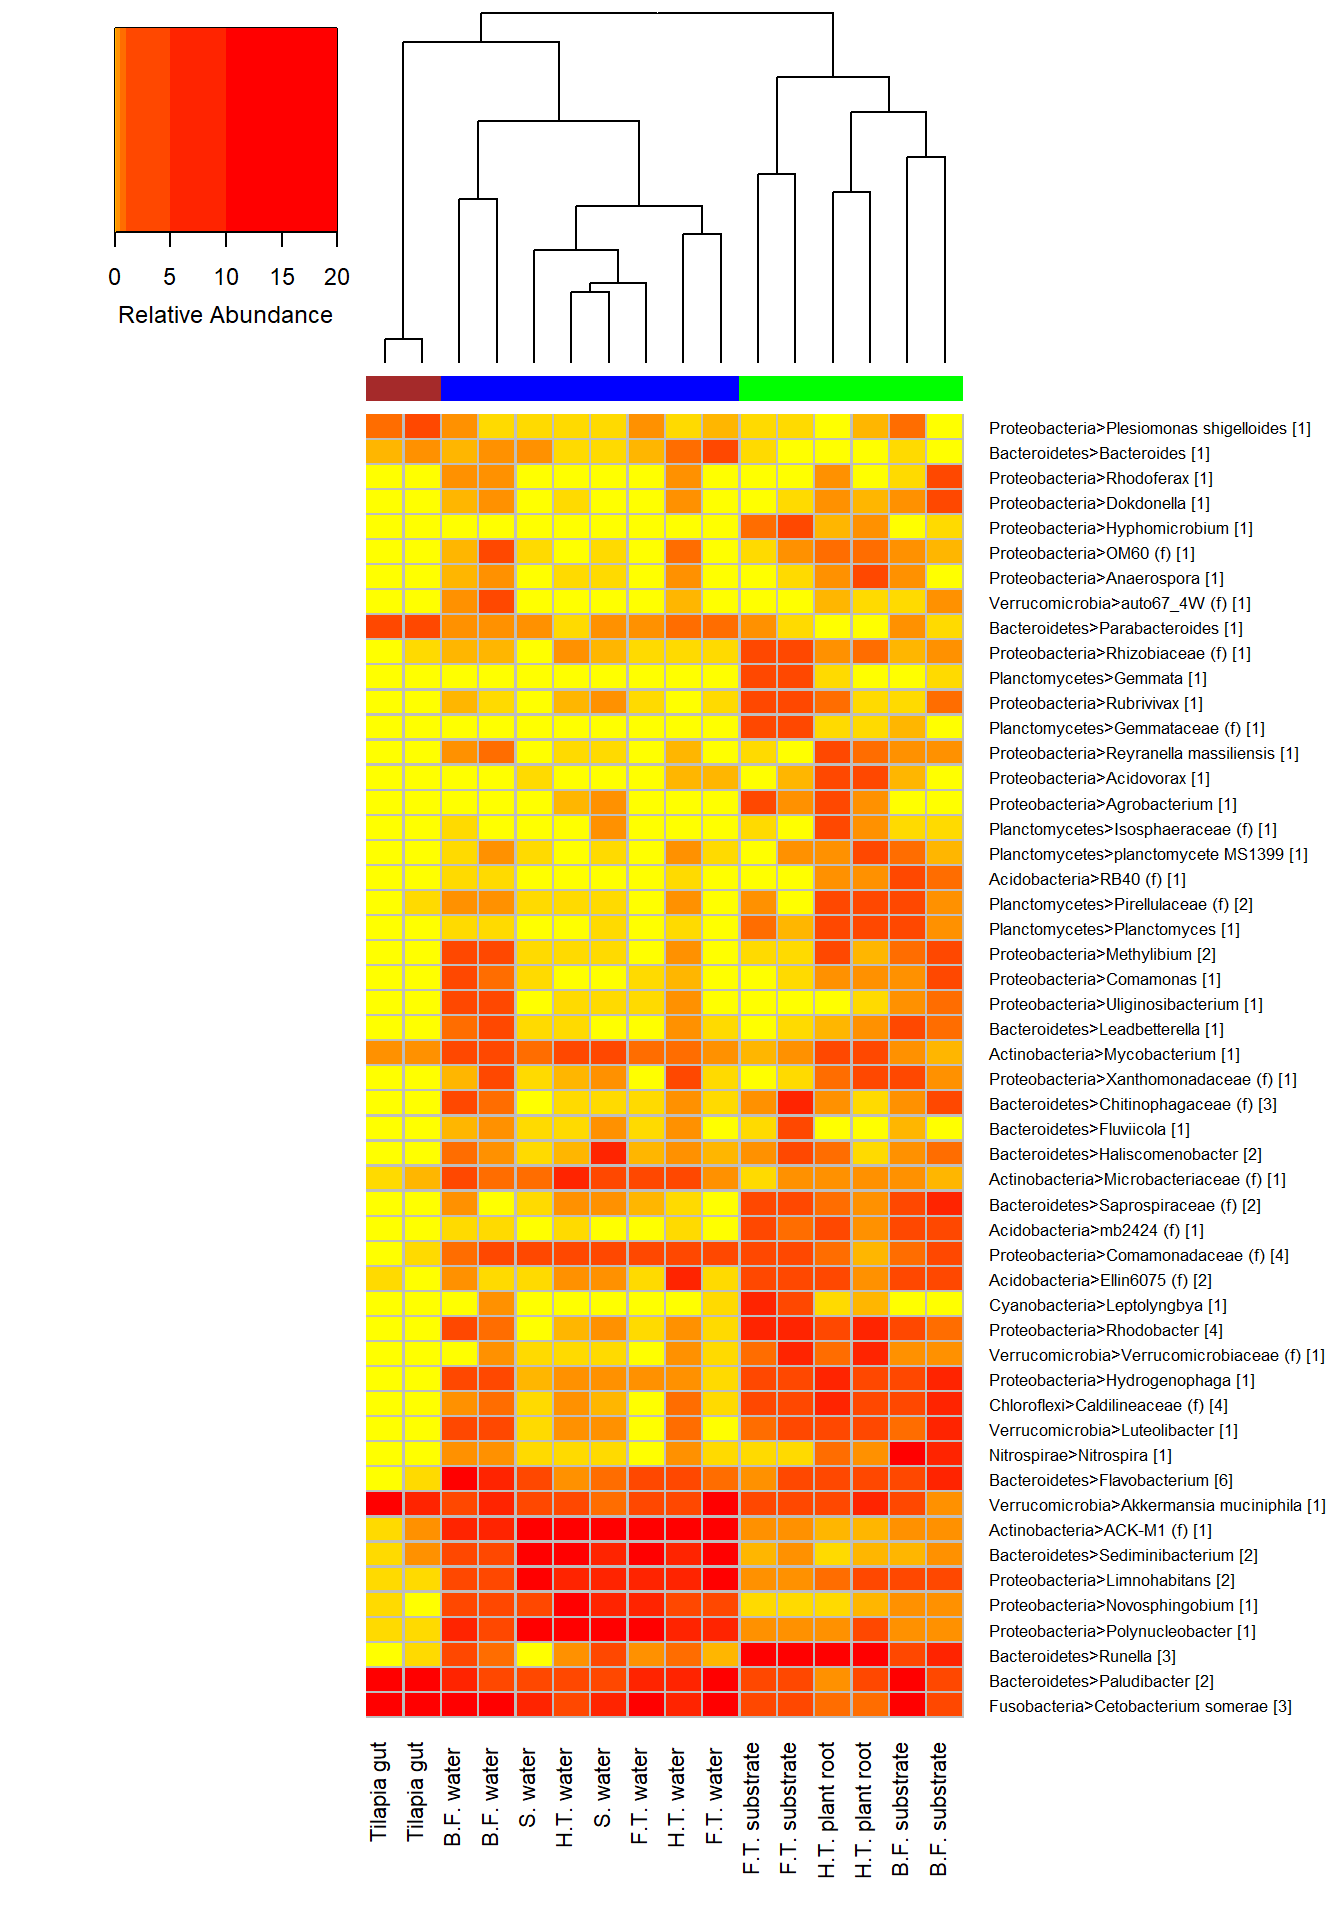 0 5 10 15 20
Relative Abundance
Proteobacteria>Plesiomonas shigelloides [1]
Bacteroidetes>Bacteroides [1]
Proteobacteria>Rhodoferax [1]
Proteobacteria>Dokdonella [1]
Proteobacteria>Hyphomicrobium [1]
Proteobacteria>OM60 (f) [1]
Proteobacteria>Anaerospora [1]
Verrucomicrobia>auto67_4W (f) [1]
Bacteroidetes>Parabacteroides [1]
Proteobacteria>Rhizobiaceae (f) [1]
Planctomycetes>Gemmata [1]
Proteobacteria>Rubrivivax [1]
Planctomycetes>Gemmataceae (f) [1]
Proteobacteria>Reyranella massiliensis [1]
Proteobacteria>Acidovorax [1]
Proteobacteria>Agrobacterium [1]
Planctomycetes>Isosphaeraceae (f) [1]
Planctomycetes>planctomycete MS1399 [1]
Acidobacteria>RB40 (f) [1]
Planctomycetes>Pirellulaceae (f) [2]
Planctomycetes>Planctomyces [1]
Proteobacteria>Methylibium [2]
Proteobacteria>Comamonas [1]
Proteobacteria>Uliginosibacterium [1]
Bacteroidetes>Leadbetterella [1]
Actinobacteria>Mycobacterium [1]
Proteobacteria>Xanthomonadaceae (f) [1]
Bacteroidetes>Chitinophagaceae (f) [3]
Bacteroidetes>Fluviicola [1]
Bacteroidetes>Haliscomenobacter [2]
Actinobacteria>Microbacteriaceae (f) [1]
Bacteroidetes>Saprospiraceae (f) [2]
Acidobacteria>mb2424 (f) [1]
Proteobacteria>Comamonadaceae (f) [4]
Acidobacteria>Ellin6075 (f) [2]
Cyanobacteria>Leptolyngbya [1]
Proteobacteria>Rhodobacter [4]
Verrucomicrobia>Verrucomicrobiaceae (f) [1]
Proteobacteria>Hydrogenophaga [1]
Chloroflexi>Caldilineaceae (f) [4]
Verrucomicrobia>Luteolibacter [1]
Nitrospirae>Nitrospira [1]
Bacteroidetes>Flavobacterium [6]
Verrucomicrobia>Akkermansia muciniphila [1]
Actinobacteria>ACK-M1 (f) [1]
Bacteroidetes>Sediminibacterium [2]
Proteobacteria>Limnohabitans [2]
Proteobacteria>Novosphingobium [1]
Proteobacteria>Polynucleobacter [1]
Bacteroidetes>Runella [3]
Bacteroidetes>Paludibacter [2]
Fusobacteria>Cetobacterium somerae [3]
Tilapia gut
Tilapia gut
B.F. water
B.F. water
S. water
H.T. water
S. water
F.T. water
H.T. water
F.T. water
F.T. substrate
F.T. substrate
H.T. plant root
H.T. plant root
B.F. substrate
B.F. substrate